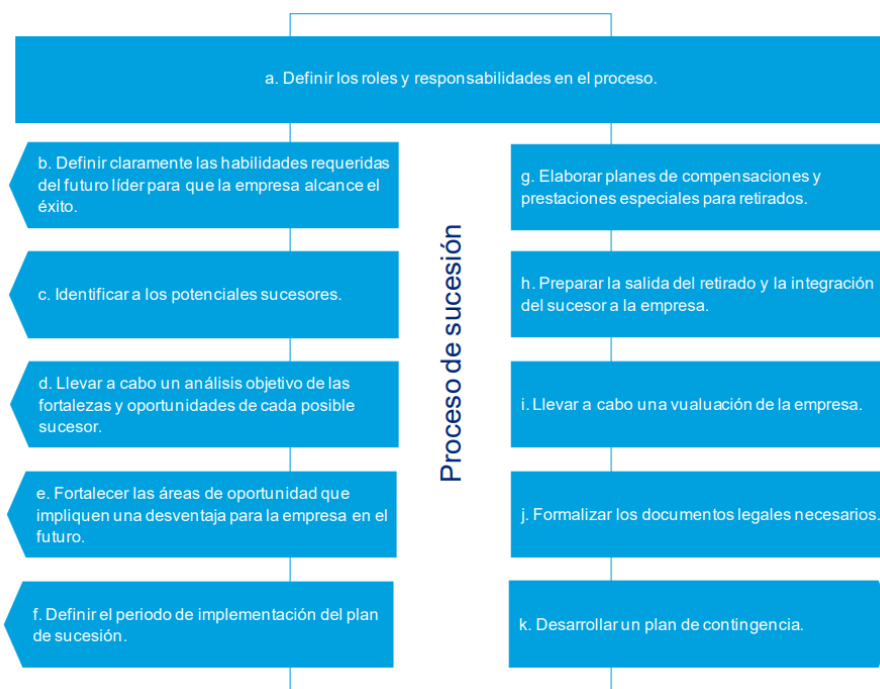 a. Definir los roles y responsabilidades en el proceso.
b. Definir claramente las habilidades requeridas
del futuro líder para que la empresa alcance el
éxito.
c. Identificar a los potenciales sucesores.
d. Llevar a cabo un análisis objetivo de las
fortalezas y oportunidades de cada posible
sucesor.
e. Fortalecer las áreas de oportunidad que
impliquen una desventaja para la empresa en el
futuro.
f. Definir el periodo de implementación del plan
de sucesión.
Proceso de sucesión
g. Elaborar planes de compensaciones y
prestaciones especiales para retirados.
h. Preparar la salida del retirado y la integración
del sucesor a la empresa.
i. Llevar a cabo una vualuación de la empresa.
j. Formalizar los documentos legales necesarios.
k. Desarrollar un plan de contingencia.